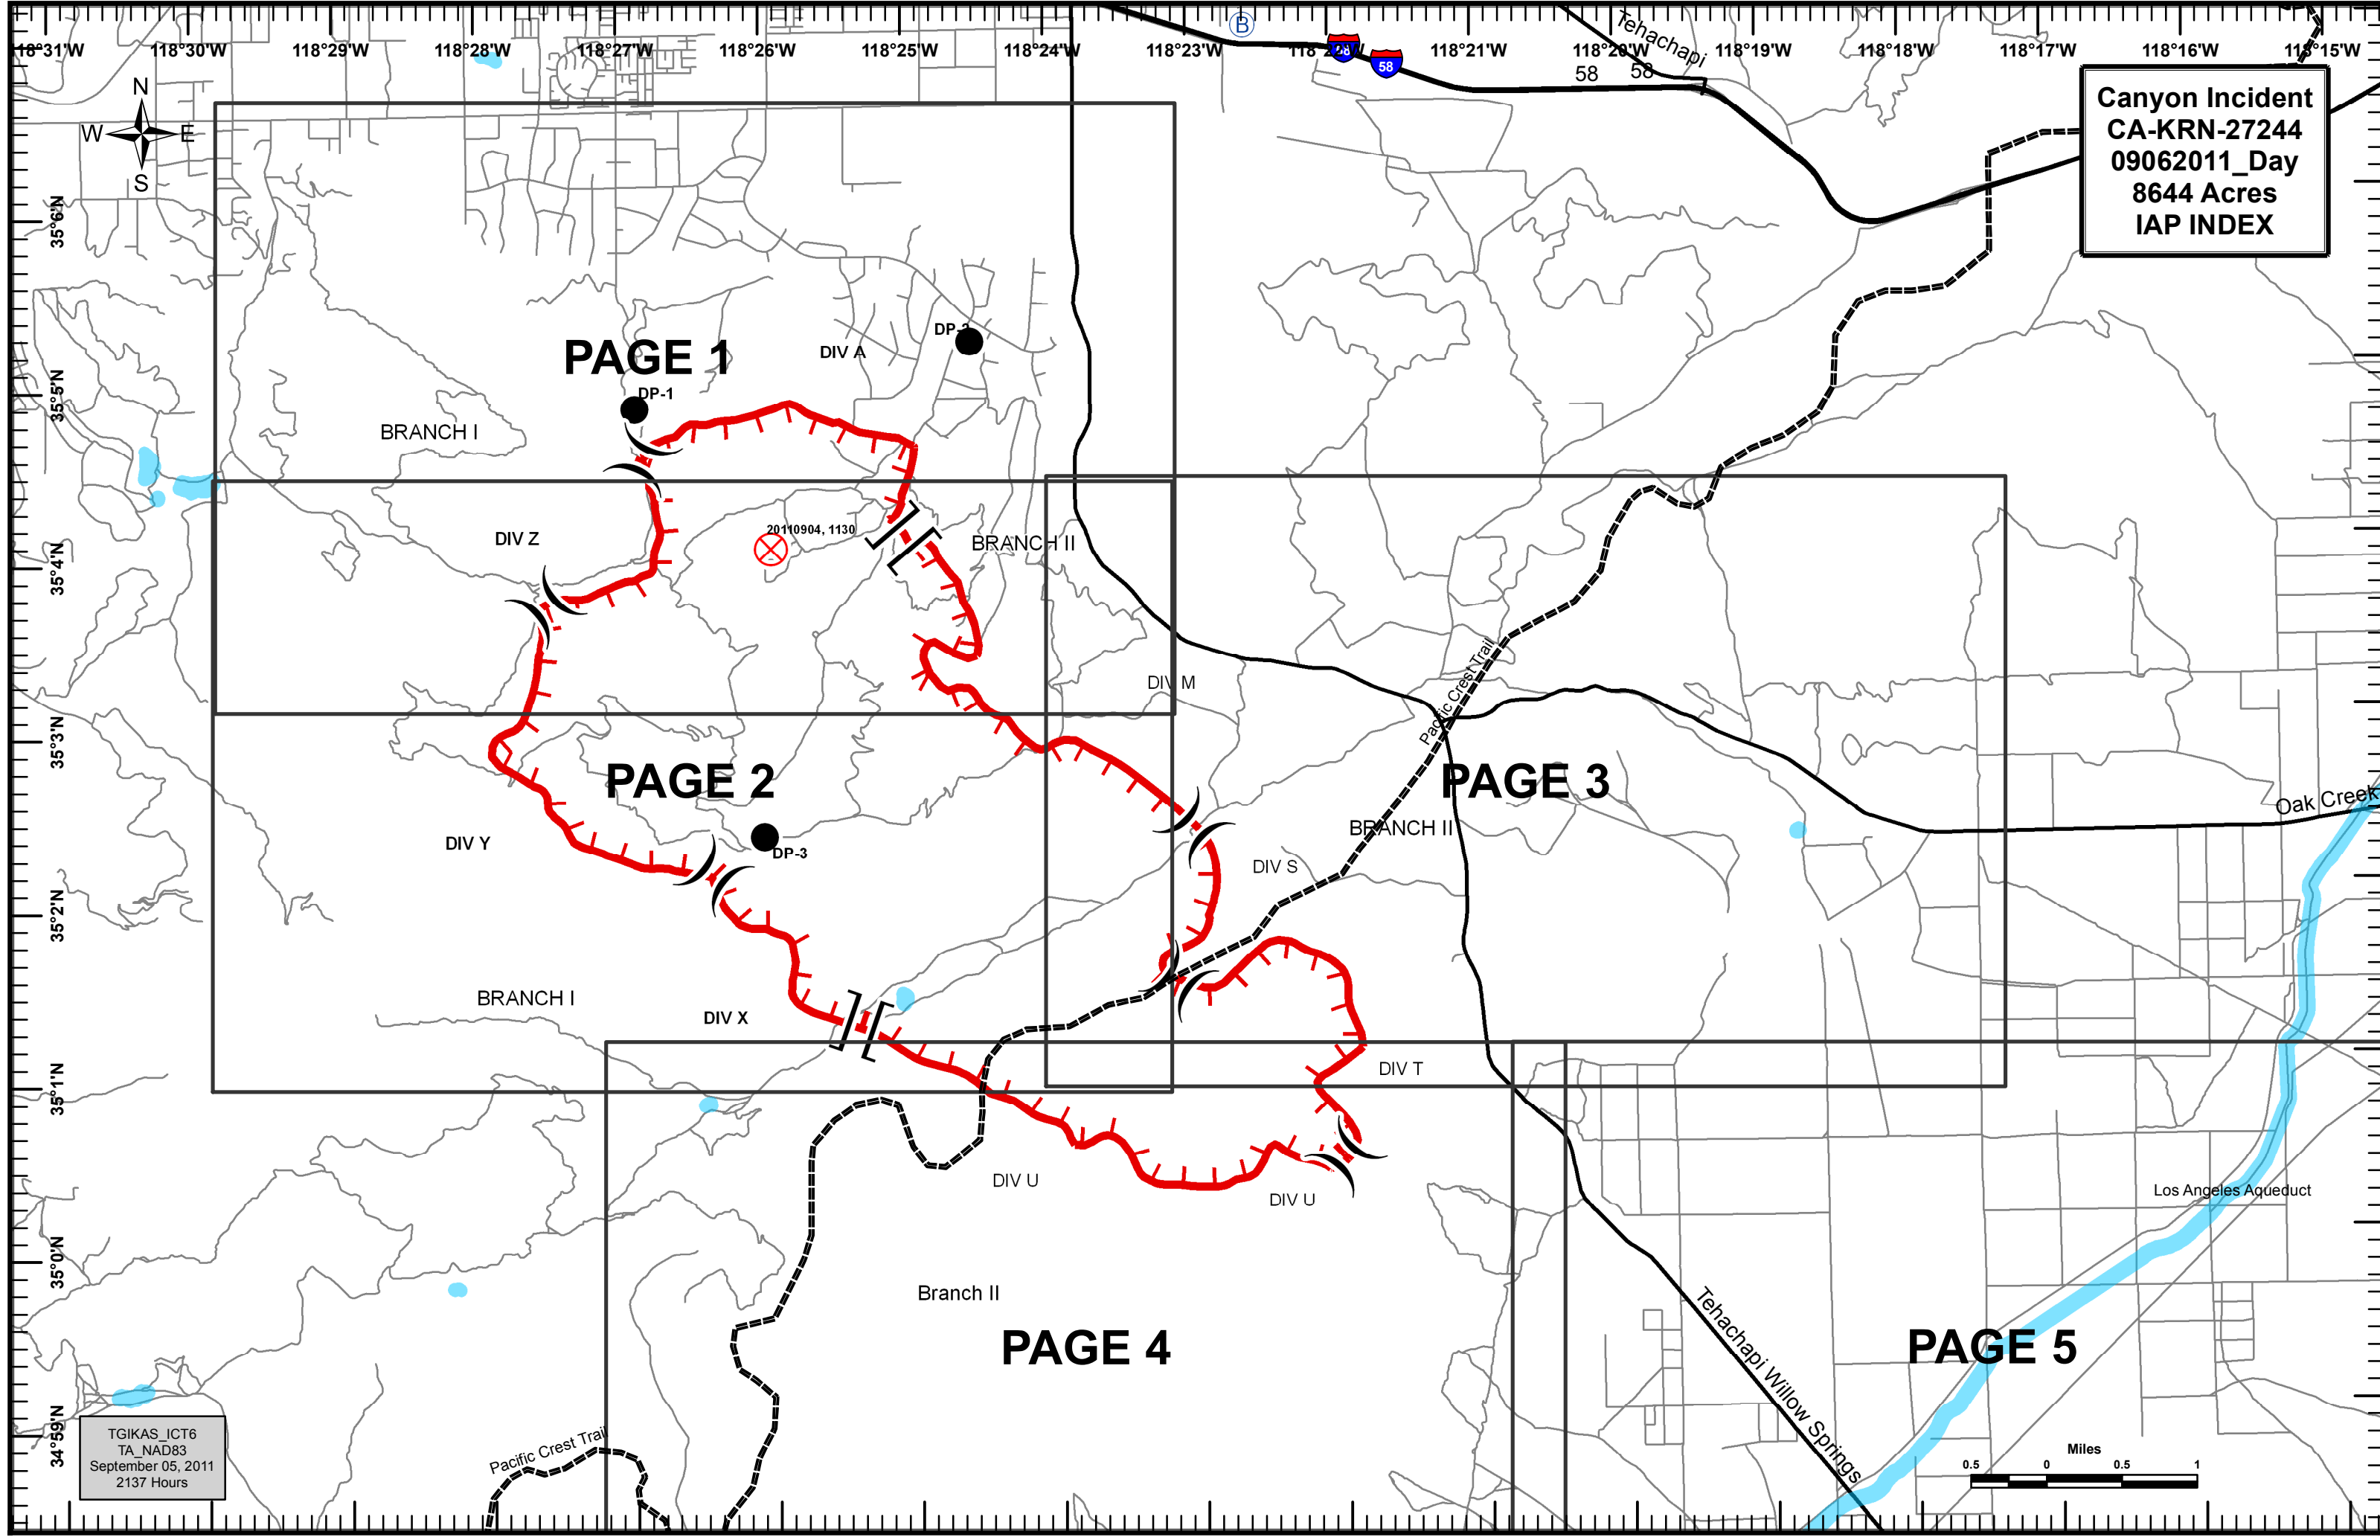 118°31'W 118°30'W 118°29'W 118°28'W 118°27'W 118°26'W 118°25'W 118°24'W 118°23'W 118°21'W 118°20'W 118°19'W 118°18'W 118°17'W 118°16'W 118°15'W
B
58
58
58
58
Tehachapi
Canyon Incident
CA-KRN-27244
09062011_Day
8644 Acres
IAP INDEX
N
W E
S
35°6'N
35°5'N
35°4'N
35°3'N
35°2'N
35°1'N
35°0'N
34°59'N
PAGE 1
DIV A
DP-2
DP-1
BRANCH I
DIV Z
20110904, 1130
BRANCH II
DIV M
Pacific Crest Trail
PAGE 2
PAGE 3
Oak Creek
BRANCH II
DIV Y
DP-3
DIV S
BRANCH I
DIV X
DIV T
DIV U
DIV U
Los Angeles Aqueduct
Branch II
PAGE 4
PAGE 5
Tehachapi Willow Springs
Pacific Crest Trail
TGIKAS_ICT6
TA_NAD83
September 05, 2011
2137 Hours
Miles
0.5 0 0.5 1